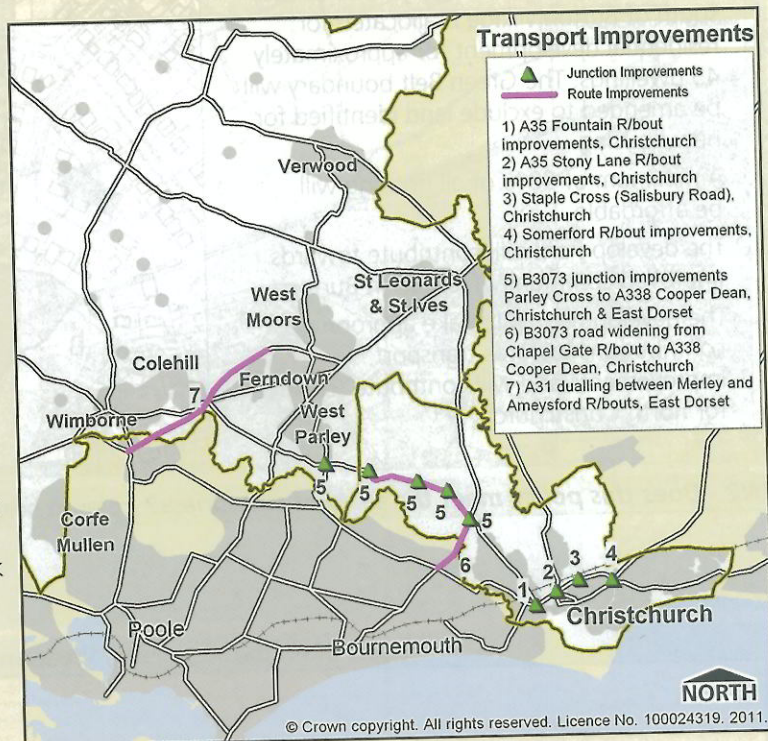 Transport Improvements
Junction Improvements
Route Improvements
1) A35 Fountain R/bout
improvements, Christchurch
2) A35 Stony Lane R/bout
improvements, Christchurch
3) Staple Cross (Salisbury Road),
Christchurch
4) Somerford R/bout improvements,
Christchurch
5) B3073 junction improvements
Parley Cross to A338 Cooper Dean,
Christchurch & East Dorset
6) B3073 road widening from
Chapel Gate R/bout to A338
Cooper Dean, Christchurch
7) A31 dualling between Merley and
Ameysford R/bouts, East Dorset
Verwood
St Leonards
& St.Ives
West
Moors
Colehill
Ferndown
7
Wimborne
West
Parley
5
5
5
5
5
Corfe
Mullen
6
1
2
3
4
Christchurch
Poole
Bournemouth
NORTH
© Crown copyright. All rights reserved. Licence No. 100024319. 2011.